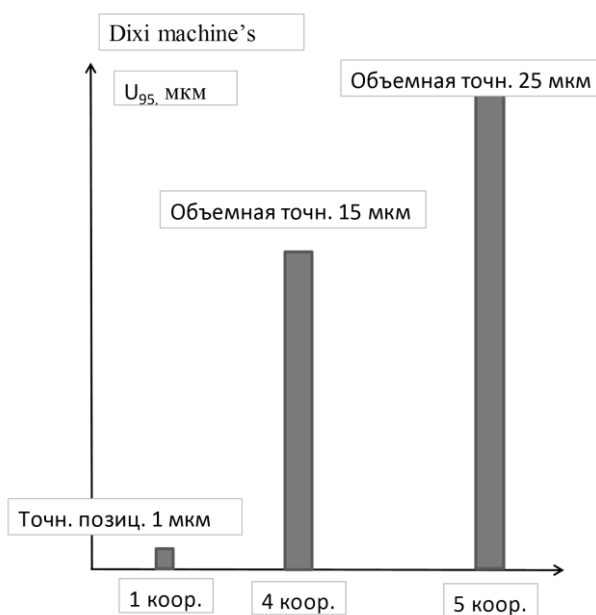 Dixi machine's
U95, мкм
Объемная точн. 25 мкм
Объемная точн. 15 мкм
Точн. позиц. 1 мкм
1 коор.
4 коор.
5 коор.